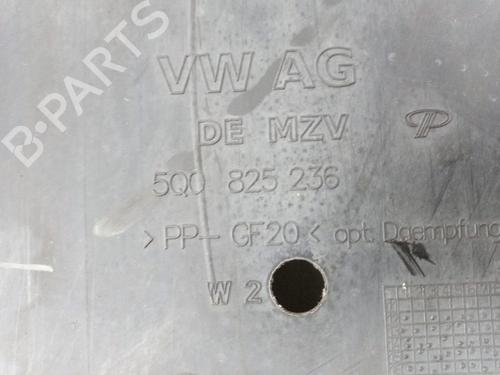 B-PARTS
VW AG
DE MZV
5Q0 825 236
>PP-GF20< opt. Daempfung
W 2